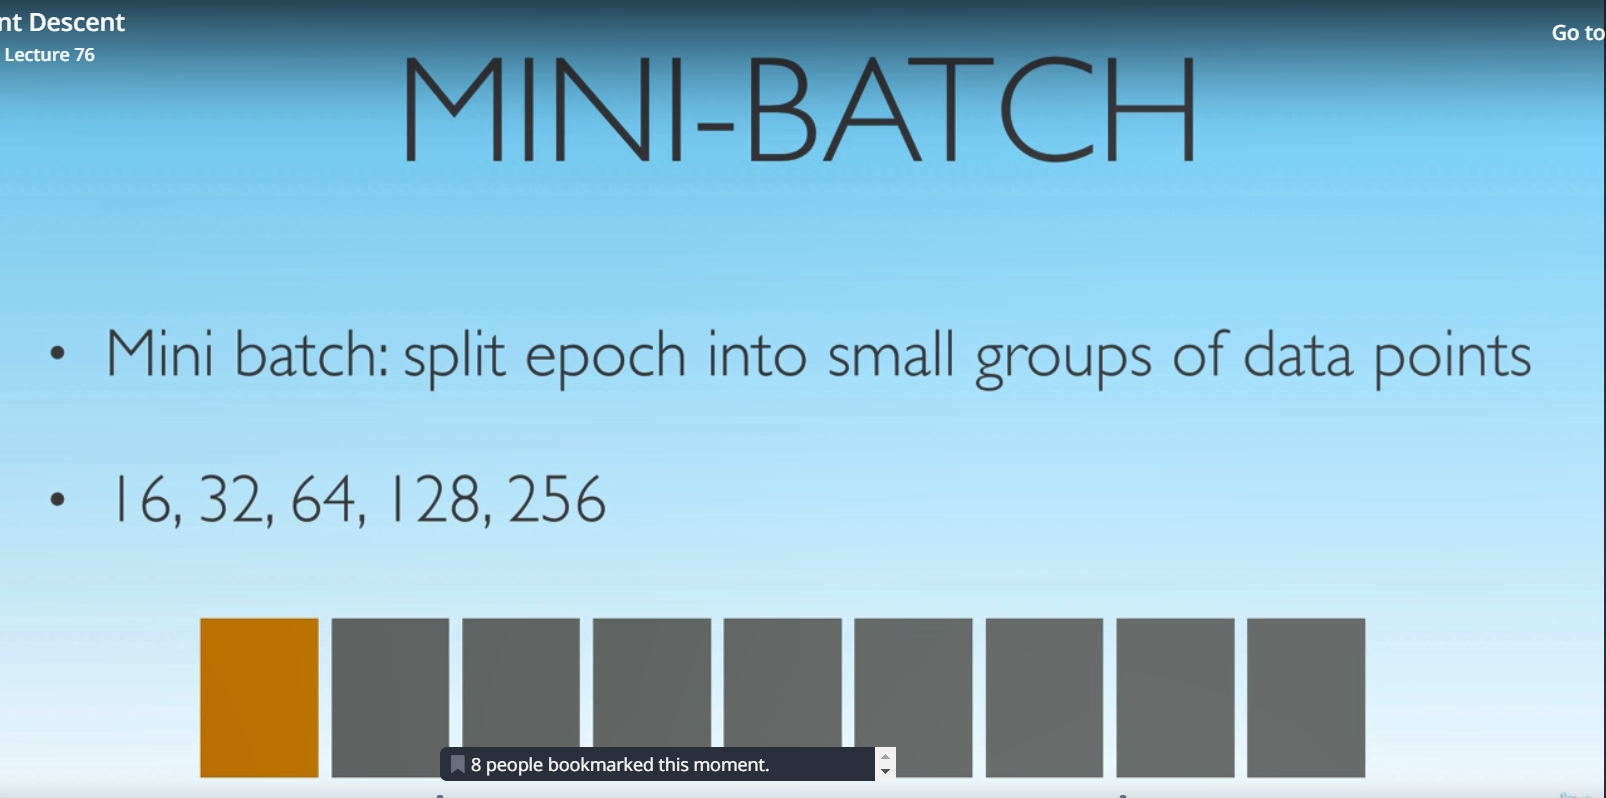 nt Descent
Lecture 76
Go to
MINI-BATCH
• Mini batch: split epoch into small groups of data points
• 16, 32, 64, 128, 256
8 people bookmarked this moment.